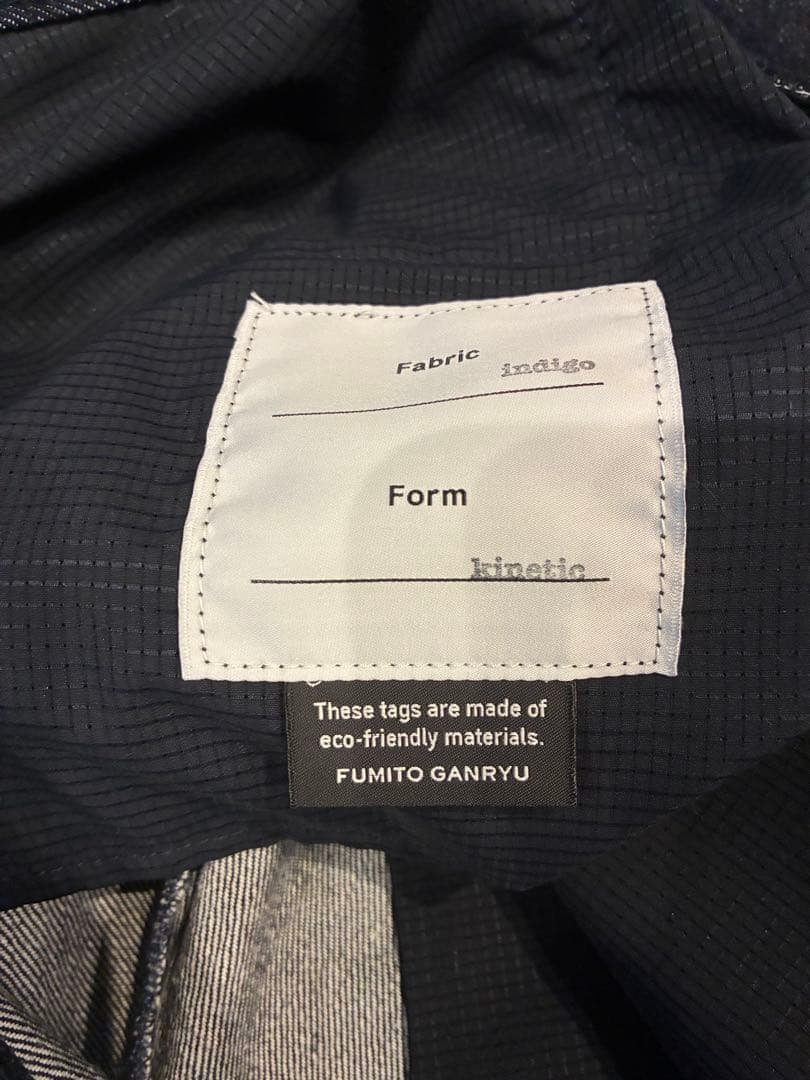 Fabric indigo
Form
kinetic
These tags are made of
eco-friendly materials.
FUMITO GANRYU